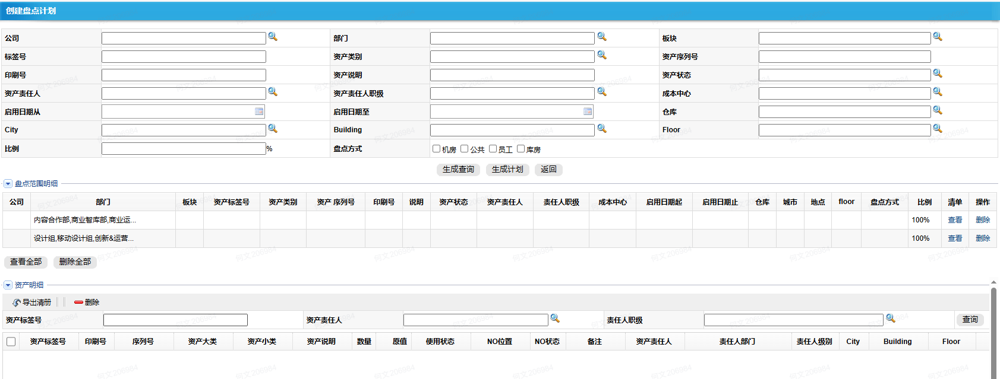 创建盘点计划
公司 部门 板块
标签号 资产类别 资产序列号
印刷号 资产说明 资产状态
资产责任人 资产责任人职级 成本中心
启用日期从 启用日期至 仓库
City Building Floor
比例 % 盘点方式 机房 公共 员工 库房
生成查询 生成计划 返回
盘点范围明细
公司 部门 板块 资产标签号 资产类别 资产 序列号 印刷号 说明 资产状态 资产责任人 责任人职级 成本中心 启用日期起 启用日期止 仓库 城市 地点 floor 盘点方式 比例 清单 操作
内容合作部,商业智库部,商业运... 100% 查看 删除
设计组,移动设计组,创新&运营... 100% 查看 删除
查看全部 删除全部
资产明细
导出清册 删除
资产标签号 资产责任人 责任人职级 查询
资产标签号 印刷号 序列号 资产大类 资产小类 资产说明 数量 原值 使用状态 NO位置 NO状态 备注 资产责任人 责任人部门 责任人级别 City Building Floor
何文206984